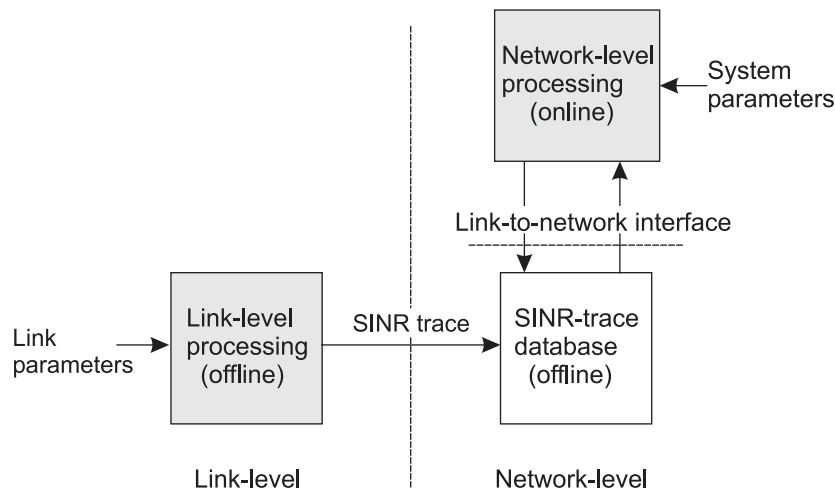 Network-level
processing
(online)
System
parameters
Link-to-network interface
Link
parameters
Link-level
processing
(offline)
SINR trace
SINR-trace
database
(offline)
Link-level
Network-level